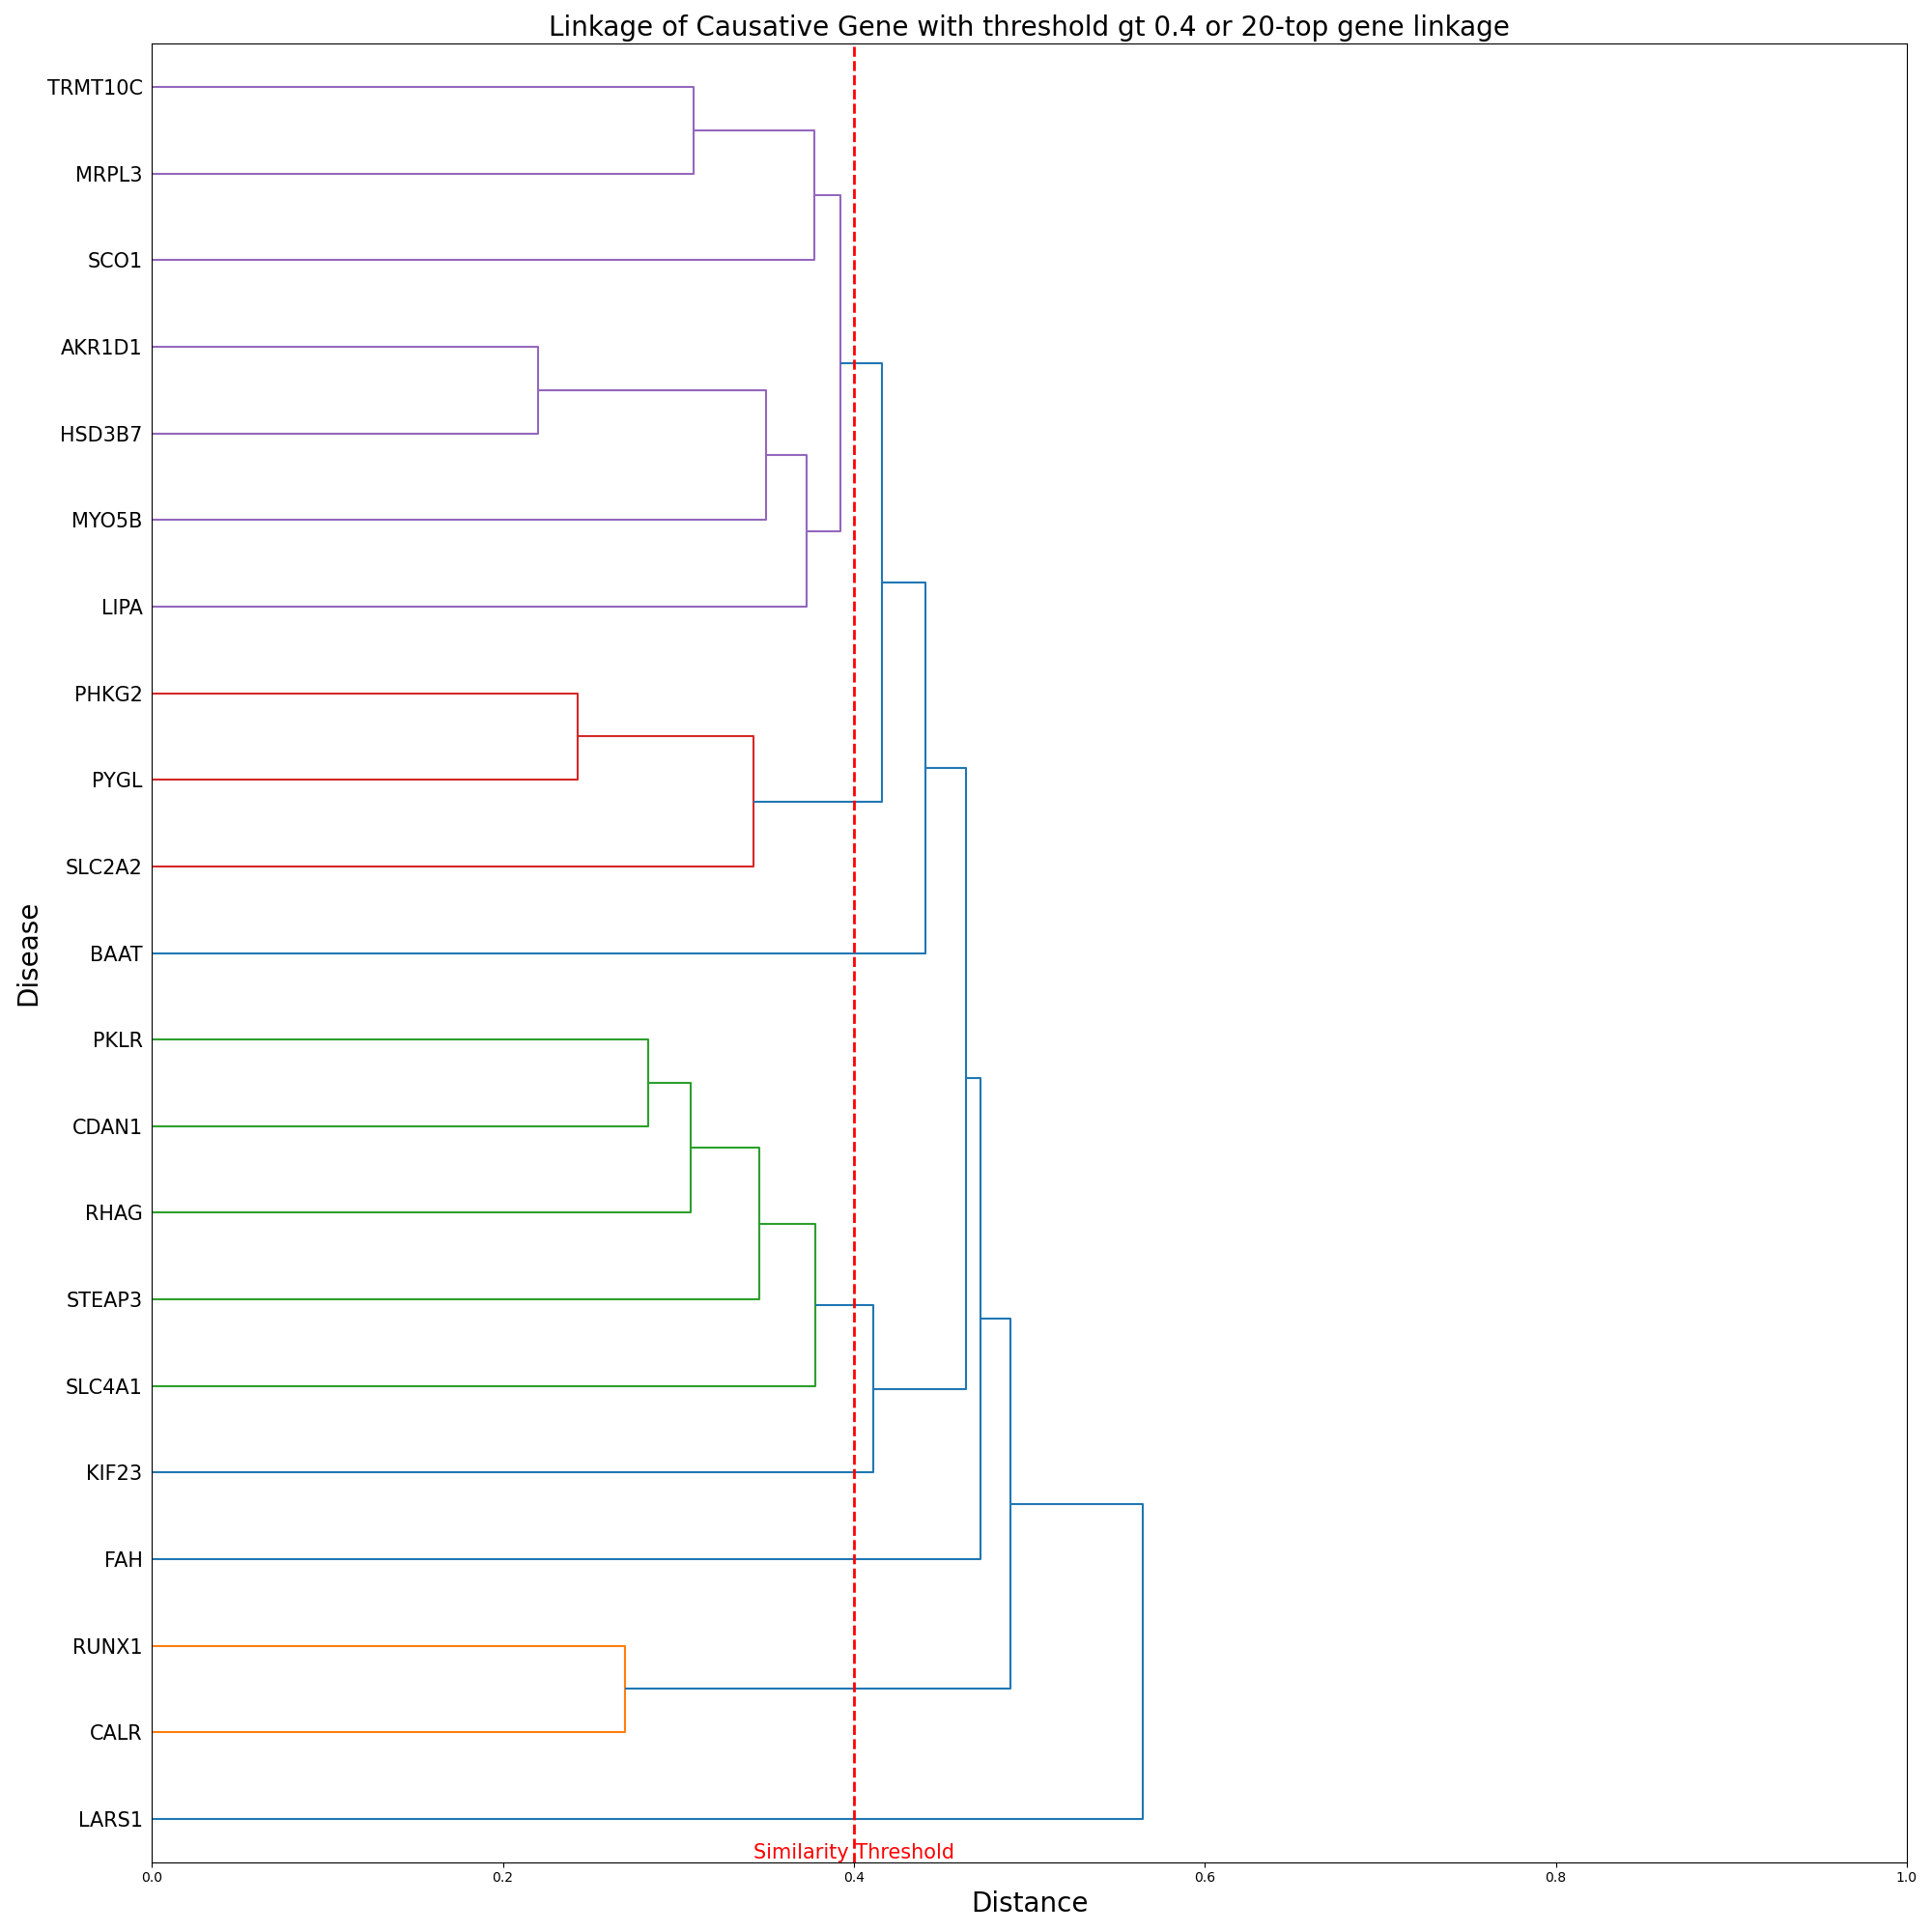 Linkage of Causative Gene with threshold gt 0.4 or 20-top gene linkage
TRMT10C
MRPL3
SCO1
AKR1D1
HSD3B7
MYO5B
LIPA
PHKG2
PYGL
SLC2A2
BAAT
PKLR
CDAN1
RHAG
STEAP3
SLC4A1
KIF23
FAH
RUNX1
CALR
LARS1
Disease
Similarity Threshold
0.0 0.2 0.4 0.6 0.8 1.0
Distance